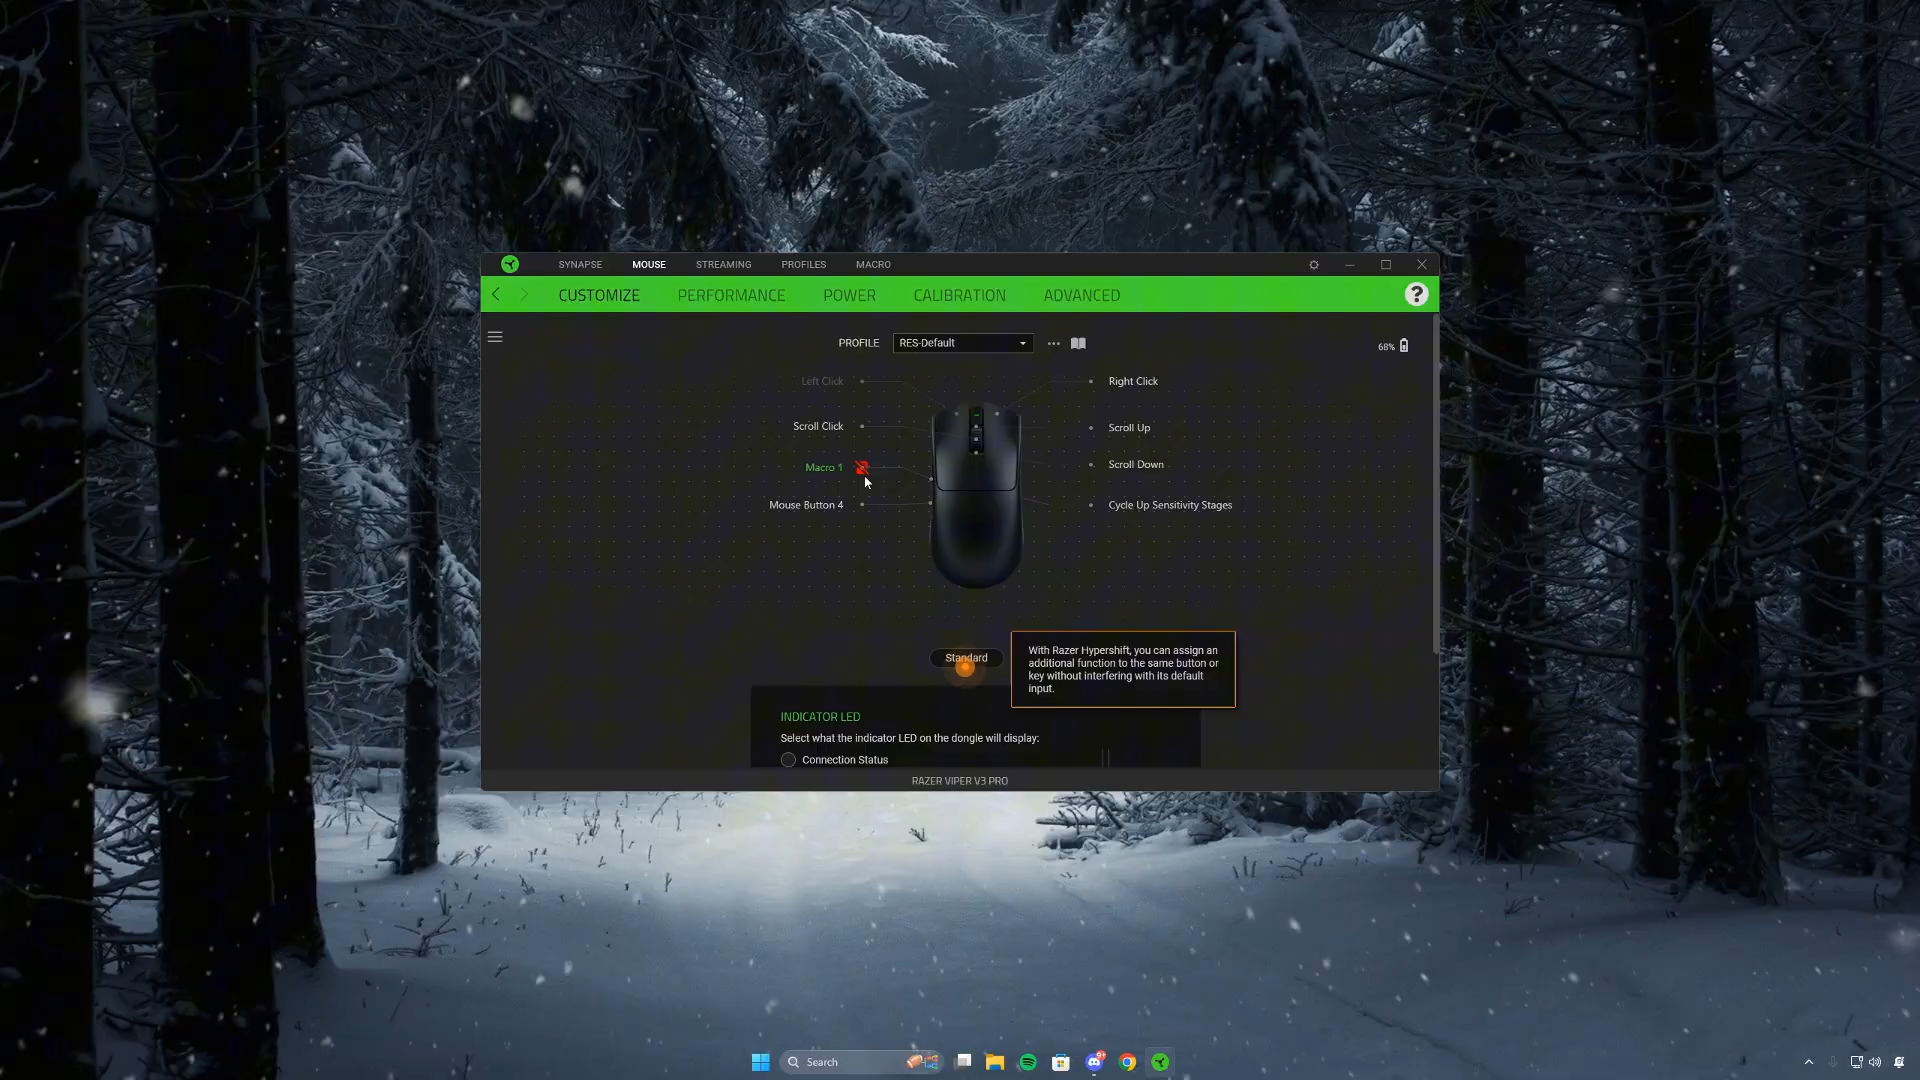 SYNAPSE MOUSE STREAMING PROFILES MACRO
CUSTOMIZE PERFORMANCE POWER CALIBRATION ADVANCED ?
PROFILE RES-Default ...
68%
Left Click
Right Click
Scroll Click
Scroll Up
Macro 1
Scroll Down
Mouse Button 4
Cycle Up Sensitivity Stages
Standard
With Razer Hypershift, you can assign an
additional function to the same button or
key without interfering with its default
input.
INDICATOR LED
Select what the indicator LED on the dongle will display:
Connection Status
RAZER VIPER V3 PRO
Search